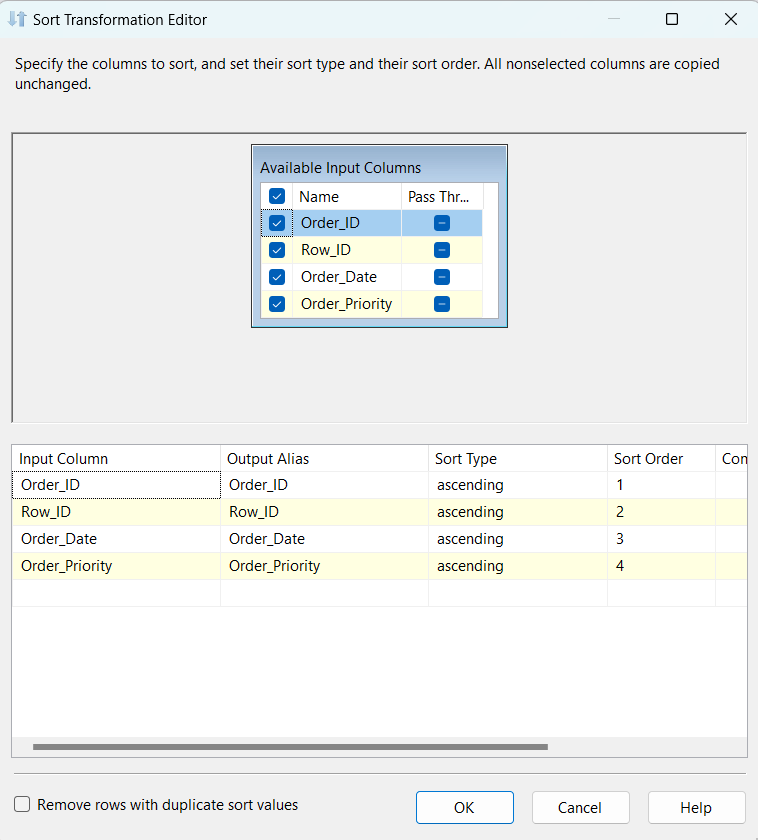 Sort Transformation Editor
Specify the columns to sort, and set their sort type and their sort order. All nonselected columns are copied
unchanged.
Available Input Columns
Name Pass Thr...
Order_ID
Row_ID
Order_Date
Order_Priority
Input Column Output Alias Sort Type Sort Order Con
Order_ID Order_ID ascending 1
Row_ID Row_ID ascending 2
Order_Date Order_Date ascending 3
Order_Priority Order_Priority ascending 4
Remove rows with duplicate sort values
OK Cancel Help